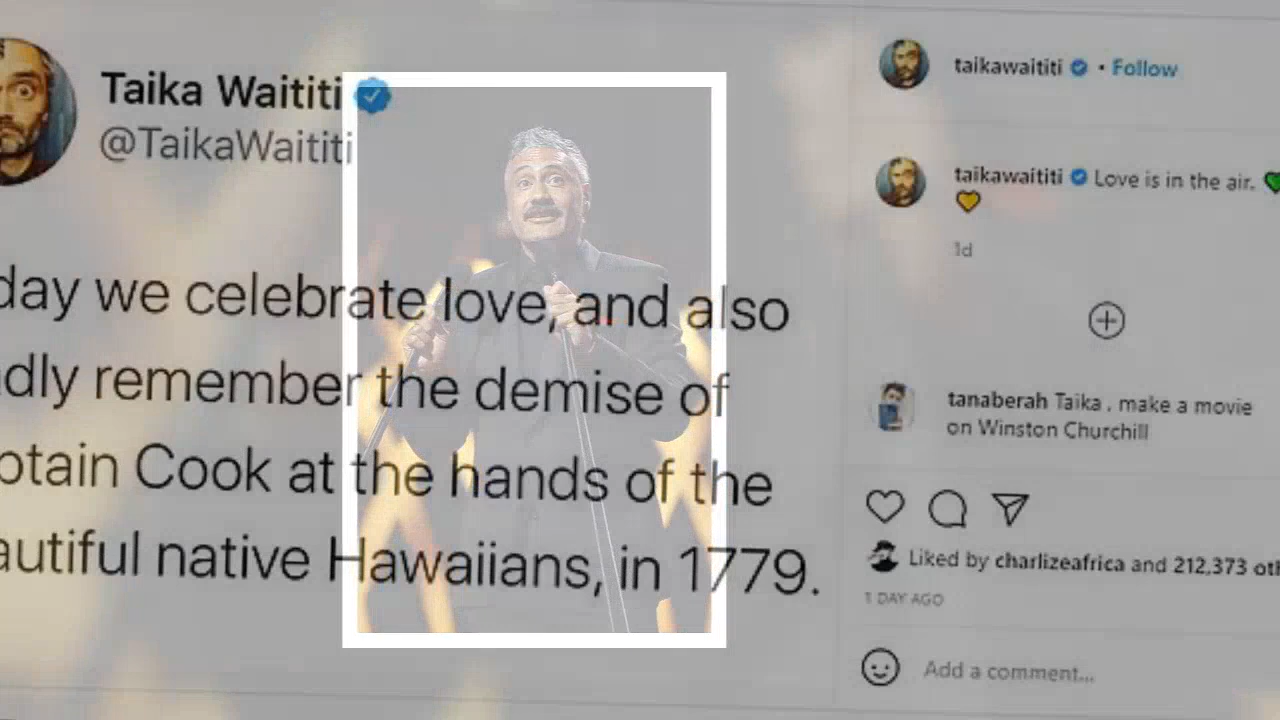 Taika Waititi
@TaikaWaititi
day we celebrate love, and also
dly remember the demise of
ptain Cook at the hands of the
autiful native Hawaiians, in 1779.
taikawaititi • Follow
taikawaititi Love is in the air. 💚
💛
1d
tanaberah Taika , make a movie
on Winston Churchill
Liked by charlizeafrica and 212,373 oth
1 DAY AGO
Add a comment...